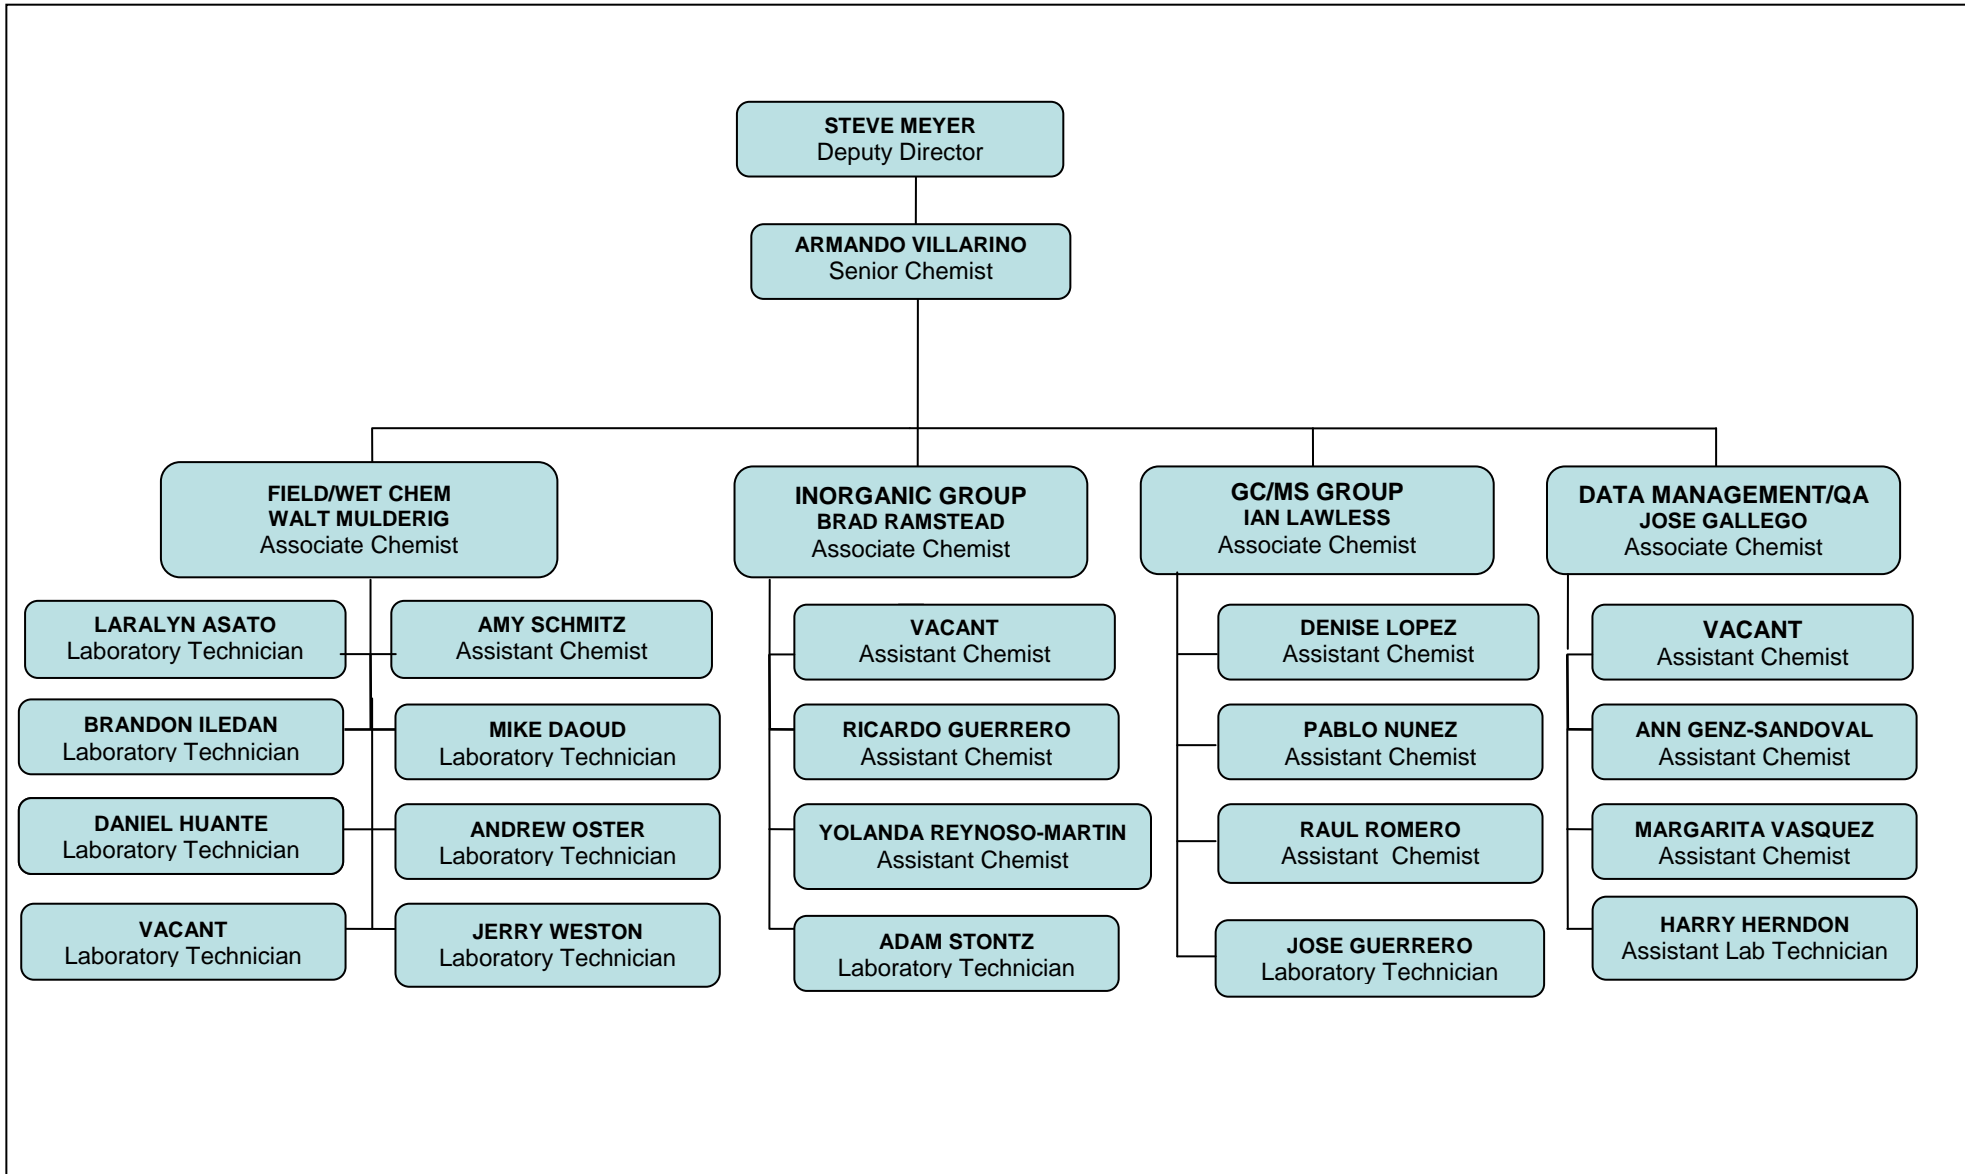 STEVE MEYER
Deputy Director
ARMANDO VILLARINO
Senior Chemist
FIELD/WET CHEM
WALT MULDERIG
Associate Chemist
LARALYN ASATO
Laboratory Technician
AMY SCHMITZ
Assistant Chemist
BRANDON ILEDAN
Laboratory Technician
MIKE DAOUD
Laboratory Technician
DANIEL HUANTE
Laboratory Technician
ANDREW OSTER
Laboratory Technician
VACANT
Laboratory Technician
JERRY WESTON
Laboratory Technician
INORGANIC GROUP
BRAD RAMSTEAD
Associate Chemist
VACANT
Assistant Chemist
RICARDO GUERRERO
Assistant Chemist
YOLANDA REYNOSO-MARTIN
Assistant Chemist
ADAM STONTZ
Laboratory Technician
GC/MS GROUP
IAN LAWLESS
Associate Chemist
DENISE LOPEZ
Assistant Chemist
PABLO NUNEZ
Assistant Chemist
RAUL ROMERO
Assistant  Chemist
JOSE GUERRERO
Laboratory Technician
DATA MANAGEMENT/QA
JOSE GALLEGO
Associate Chemist
VACANT
Assistant Chemist
ANN GENZ-SANDOVAL
Assistant Chemist
MARGARITA VASQUEZ
Assistant Chemist
HARRY HERNDON
Assistant Lab Technician